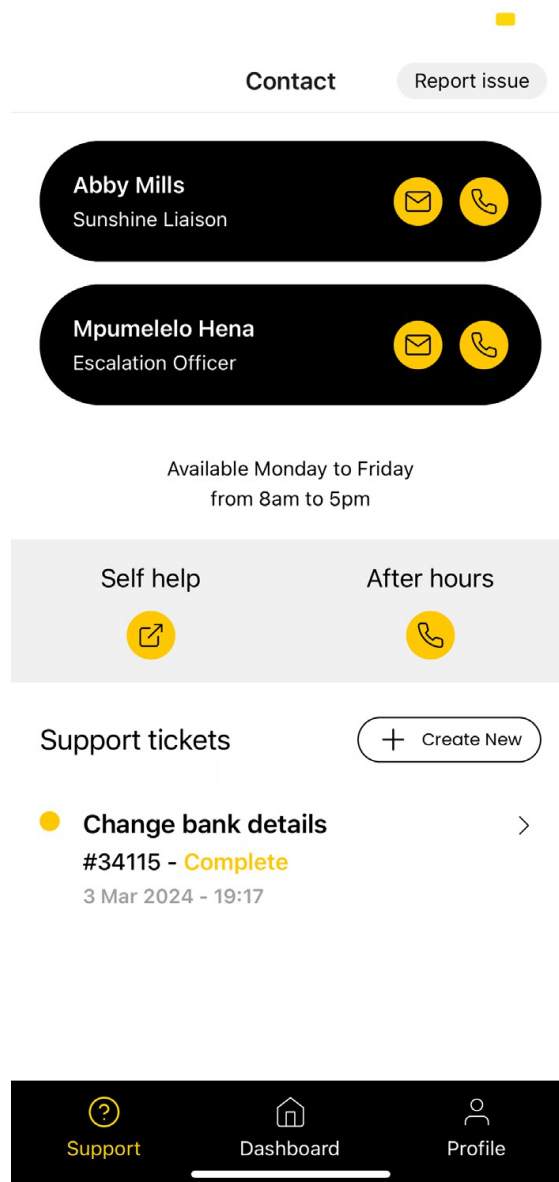 Contact
Report issue
Abby Mills
Sunshine Liaison
Mpumelelo Hena
Escalation Officer
Available Monday to Friday
from 8am to 5pm
Self help
After hours
Support tickets
Create New
Change bank details
#34115 - Complete
3 Mar 2024 - 19:17
Support
Dashboard
Profile